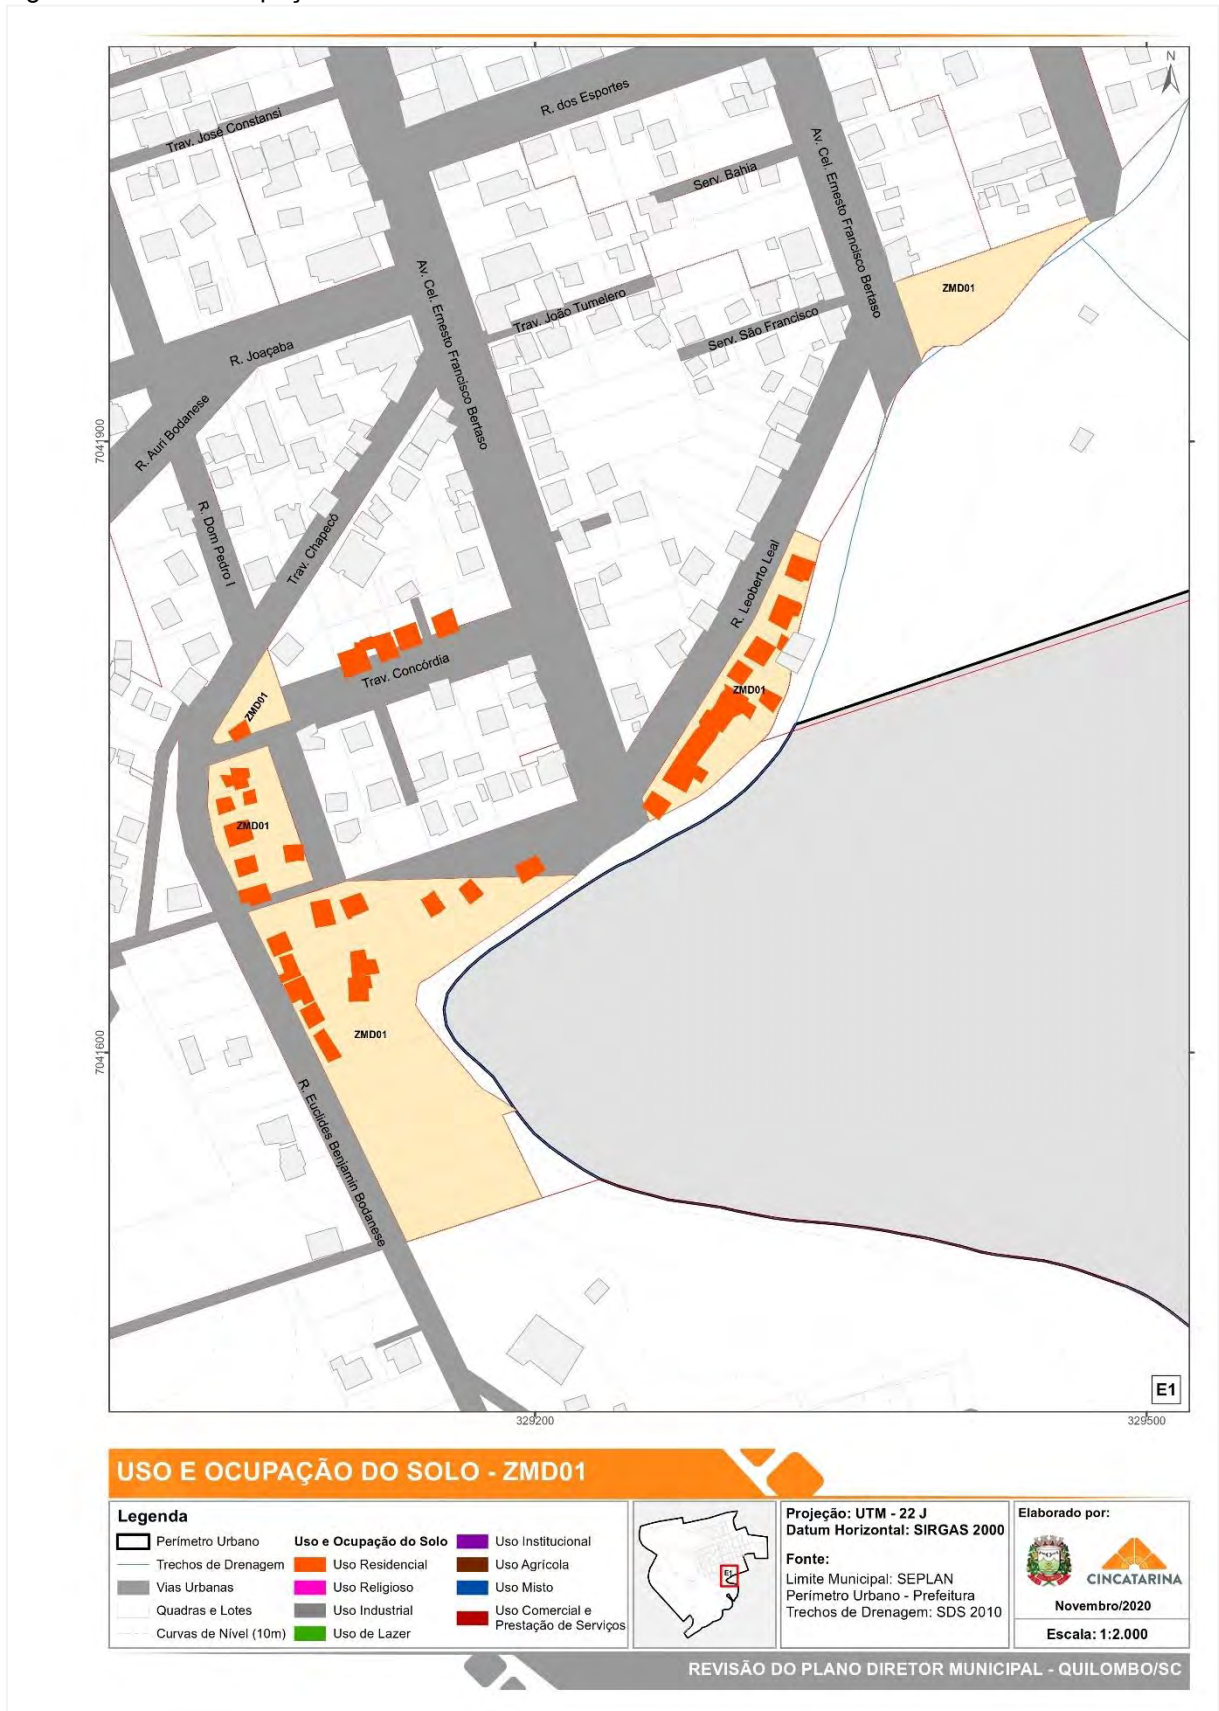 N
R. dos Esportes
Trav. José Constansi
Serv. Bahia
Av. Cel. Ernesto Francisco Bertaso
Av. Cel. Ernesto Francisco Bertaso
ZMD01
Trav. João Tumelero
Serv. São Francisco
R. Joaçaba
R. Auri Bodanese
7041900
R. Dom Pedro I
Trav. Chapecó
R. Leoberto Leal
Trav. Concórdia
ZMD01
ZMD01
ZMD01
ZMD01
7041600
R. Euclides Benjamin Bodanese
E1
329200
329500
USO E OCUPAÇÃO DO SOLO - ZMD01
Legenda
Perímetro Urbano
Trechos de Drenagem
Vias Urbanas
Quadras e Lotes
Curvas de Nível (10m)
Uso e Ocupação do Solo
Uso Residencial
Uso Religioso
Uso Industrial
Uso de Lazer
Uso Institucional
Uso Agrícola
Uso Misto
Uso Comercial e
Prestação de Serviços
E1
Projeção: UTM - 22 J
Datum Horizontal: SIRGAS 2000
Fonte:
Limite Municipal: SEPLAN
Perímetro Urbano - Prefeitura
Trechos de Drenagem: SDS 2010
Elaborado por:
CINCATARINA
Novembro/2020
Escala: 1:2.000
REVISÃO DO PLANO DIRETOR MUNICIPAL - QUILOMBO/SC